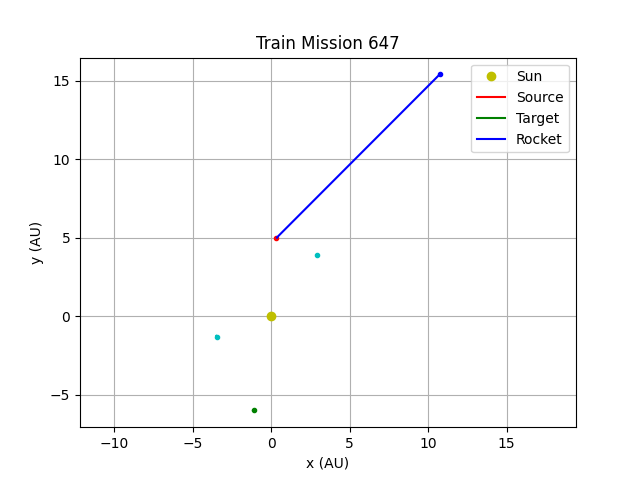 Train Mission 647
Sun
Source
Target
Rocket
y (AU)
15
10
5
0
−5
−10
−5
0
5
10
15
x (AU)